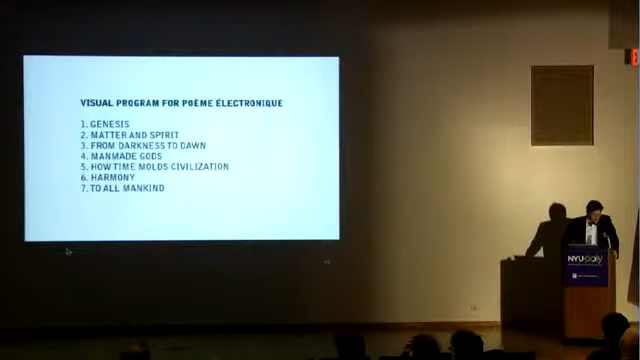 VISUAL PROGRAM FOR POÈME ÉLECTRONIQUE
1. GENESIS
2. MATTER AND SPIRIT
3. FROM DARKNESS TO DAWN
4. MANMADE GODS
5. HOW TIME MOLDS CIVILIZATION
6. HARMONY
7. TO ALL MANKIND
NYU·poly